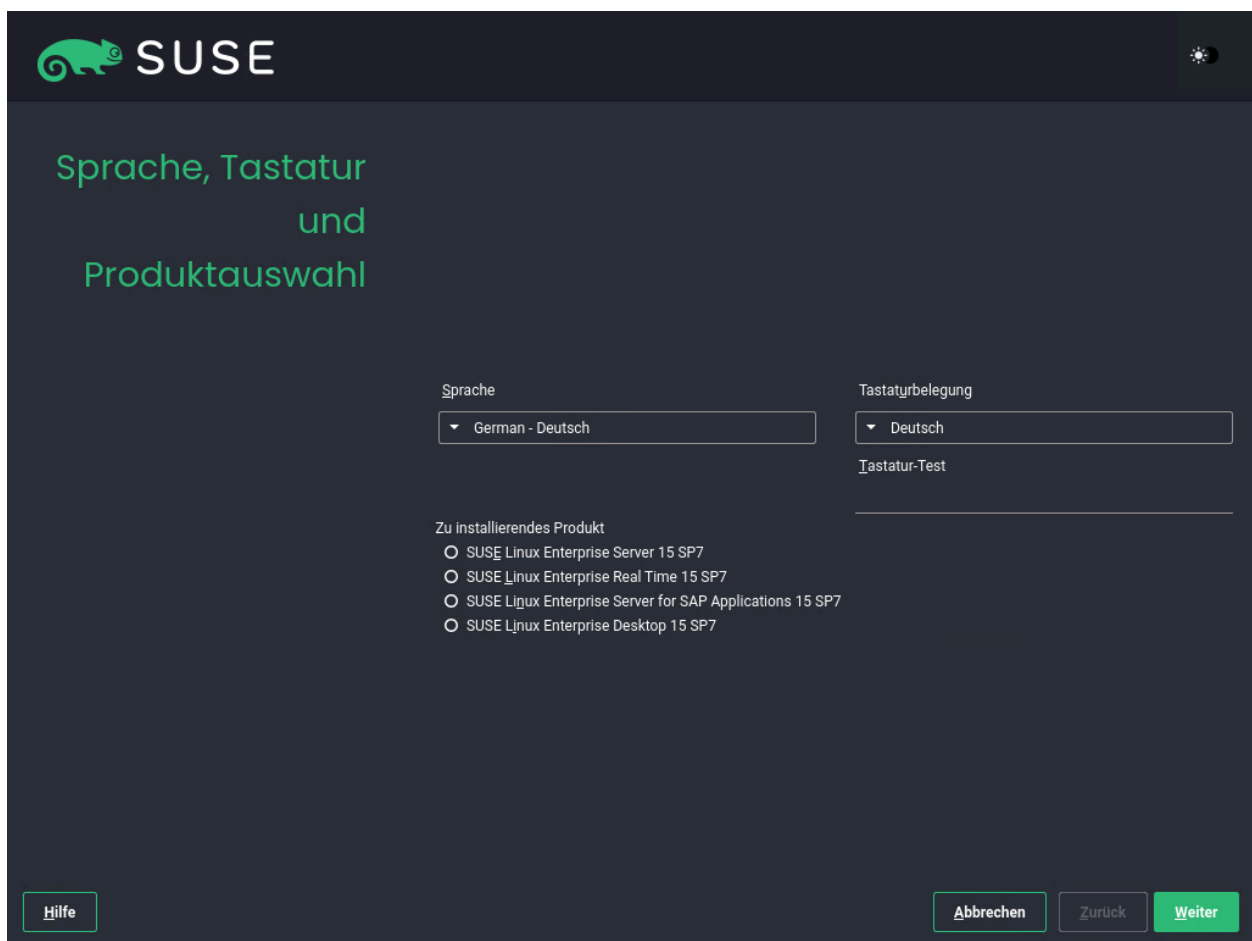 SUSE
Sprache, Tastatur
und
Produktauswahl
Sprache
German - Deutsch
Tastaturbelegung
Deutsch
Tastatur-Test
Zu installierendes Produkt
SUSE Linux Enterprise Server 15 SP7
SUSE Linux Enterprise Real Time 15 SP7
SUSE Linux Enterprise Server for SAP Applications 15 SP7
SUSE Linux Enterprise Desktop 15 SP7
Hilfe
Abbrechen
Zurück
Weiter